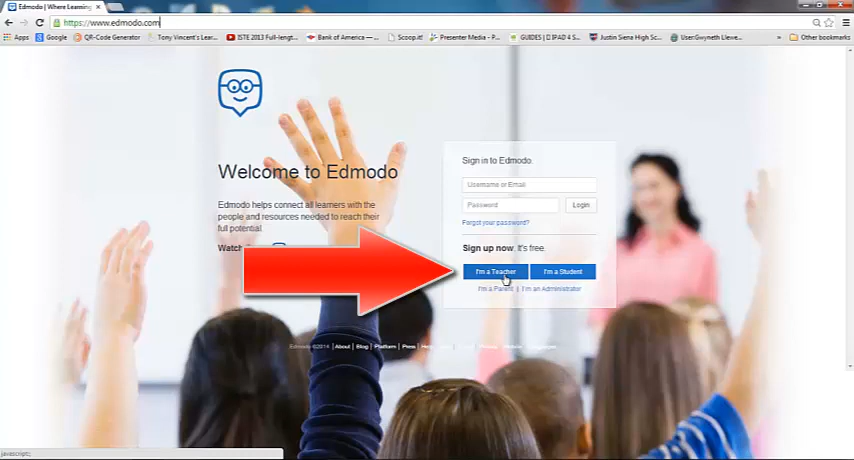 Edmodo | Where Learning
https://www.edmodo.com
Apps Google QR-Code Generator Tony Vincent's Lear... ISTE 2013 Full-lengt... Bank of America — ... Scoop.it! Presenter Media - P... GUIDES | D IPAD 4 S... Justin Siena High Sc... User:Gwyneth Llewe... » Other bookmarks
Welcome to Edmodo
Edmodo helps connect all learners with the
people and resources needed to reach their
full potential.
Sign in to Edmodo.
Username or Email
Password Login
Forgot your password?
Sign up now. It's free.
I'm a Teacher I'm a Student
I'm a Parent | I'm an Administrator
Edmodo ©2014 | About | Blog | Platform | Press |
javascript:;